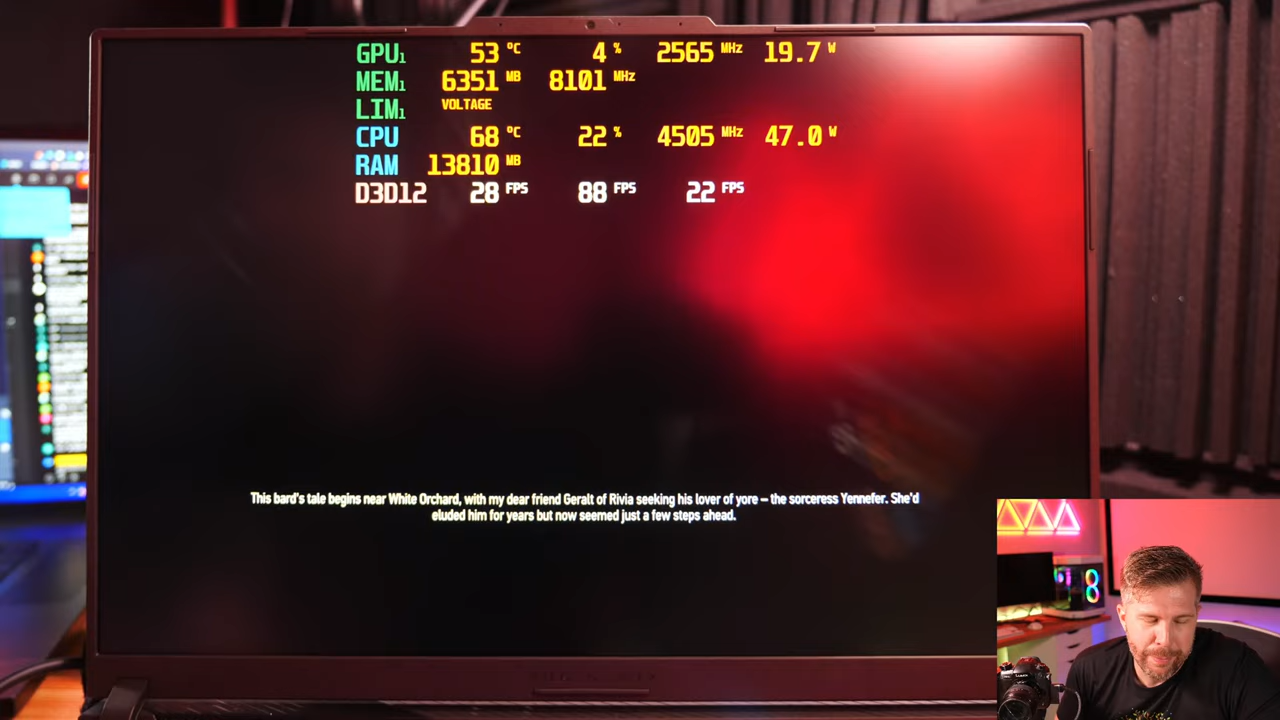 GPU1 53 °C 4 % 2565 MHz 19.7 W
MEM1 6351 MB 8101 MHz
LIM1 VOLTAGE
CPU 68 °C 22 % 4505 MHz 47.0 W
RAM 13810 MB
D3D12 28 FPS 88 FPS 22 FPS
This bard's tale begins near White Orchard, with my dear friend Geralt of Rivia seeking his lover of yore – the sorceress Yennefer. She'd
eluded him for years but now seemed just a few steps ahead.